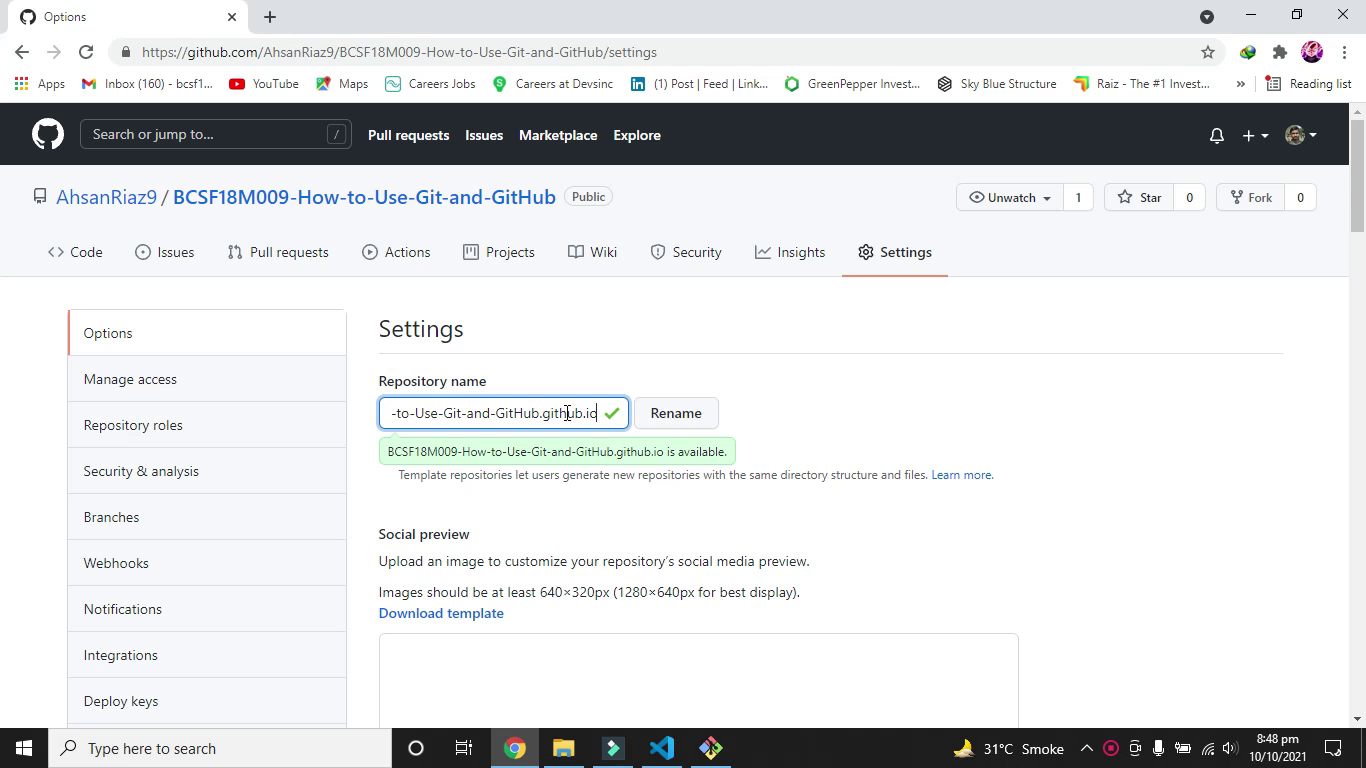 Options
https://github.com/AhsanRiaz9/BCSF18M009-How-to-Use-Git-and-GitHub/settings
Apps Inbox (160) - bcsf1... YouTube Maps Careers Jobs Careers at Devsinc (1) Post | Feed | Link... GreenPepper Invest... Sky Blue Structure Raiz - The #1 Invest... » Reading list
Search or jump to... / Pull requests Issues Marketplace Explore
AhsanRiaz9 / BCSF18M009-How-to-Use-Git-and-GitHub Public Unwatch 1 Star 0 Fork 0
<> Code Issues Pull requests Actions Projects Wiki Security Insights Settings
Options
Manage access
Repository roles
Security & analysis
Branches
Webhooks
Notifications
Integrations
Deploy keys
Settings
Repository name
-to-Use-Git-and-GitHub.github.io Rename
BCSF18M009-How-to-Use-Git-and-GitHub.github.io is available.
Template repositories let users generate new repositories with the same directory structure and files. Learn more.
Social preview
Upload an image to customize your repository's social media preview.
Images should be at least 640×320px (1280×640px for best display).
Download template
Type here to search 31°C Smoke 8:48 pm
10/10/2021